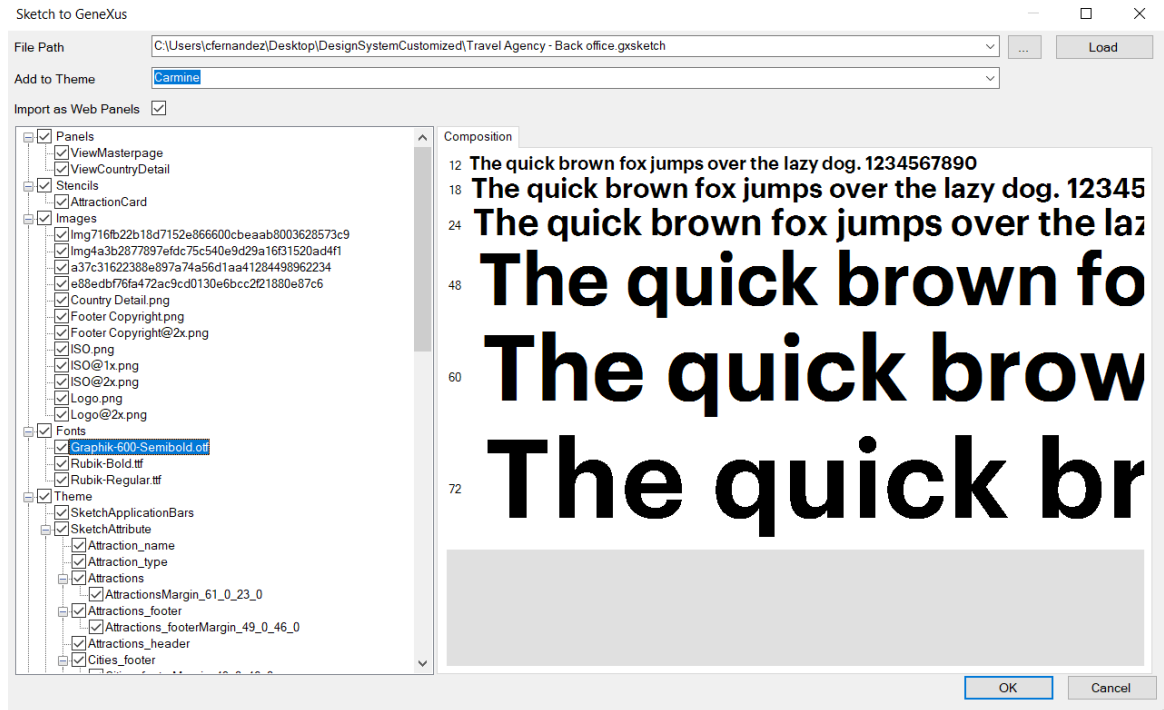 Sketch to GeneXus
File Path
C:\Users\cfernandez\Desktop\DesignSystemCustomized\Travel Agency - Back office.gxsketch
...
Load
Add to Theme
Carmine
Import as Web Panels
Panels
ViewMasterpage
ViewCountryDetail
Stencils
AttractionCard
Images
Img716fb22b18d7152e866600cbeaab8003628573c9
Img4a3b2877897efdc75c540e9d29a16f31520ad4f1
a37c31622388e897a74a56d1aa41284498962234
e88edbf76fa472ac9cd0130e6bcc2f21880e87c6
Country Detail.png
Footer Copyright.png
Footer Copyright@2x.png
ISO.png
ISO@1x.png
ISO@2x.png
Logo.png
Logo@2x.png
Fonts
Graphik-600-Semibold.otf
Rubik-Bold.ttf
Rubik-Regular.ttf
Theme
SketchApplicationBars
SketchAttribute
Attraction_name
Attraction_type
Attractions
AttractionsMargin_61_0_23_0
Attractions_footer
Attractions_footerMargin_49_0_46_0
Attractions_header
Cities_footer
Composition
12 The quick brown fox jumps over the lazy dog. 1234567890
18 The quick brown fox jumps over the lazy dog. 12345
24 The quick brown fox jumps over the laz
48 The quick brown fo
60 The quick brow
72 The quick br
OK
Cancel